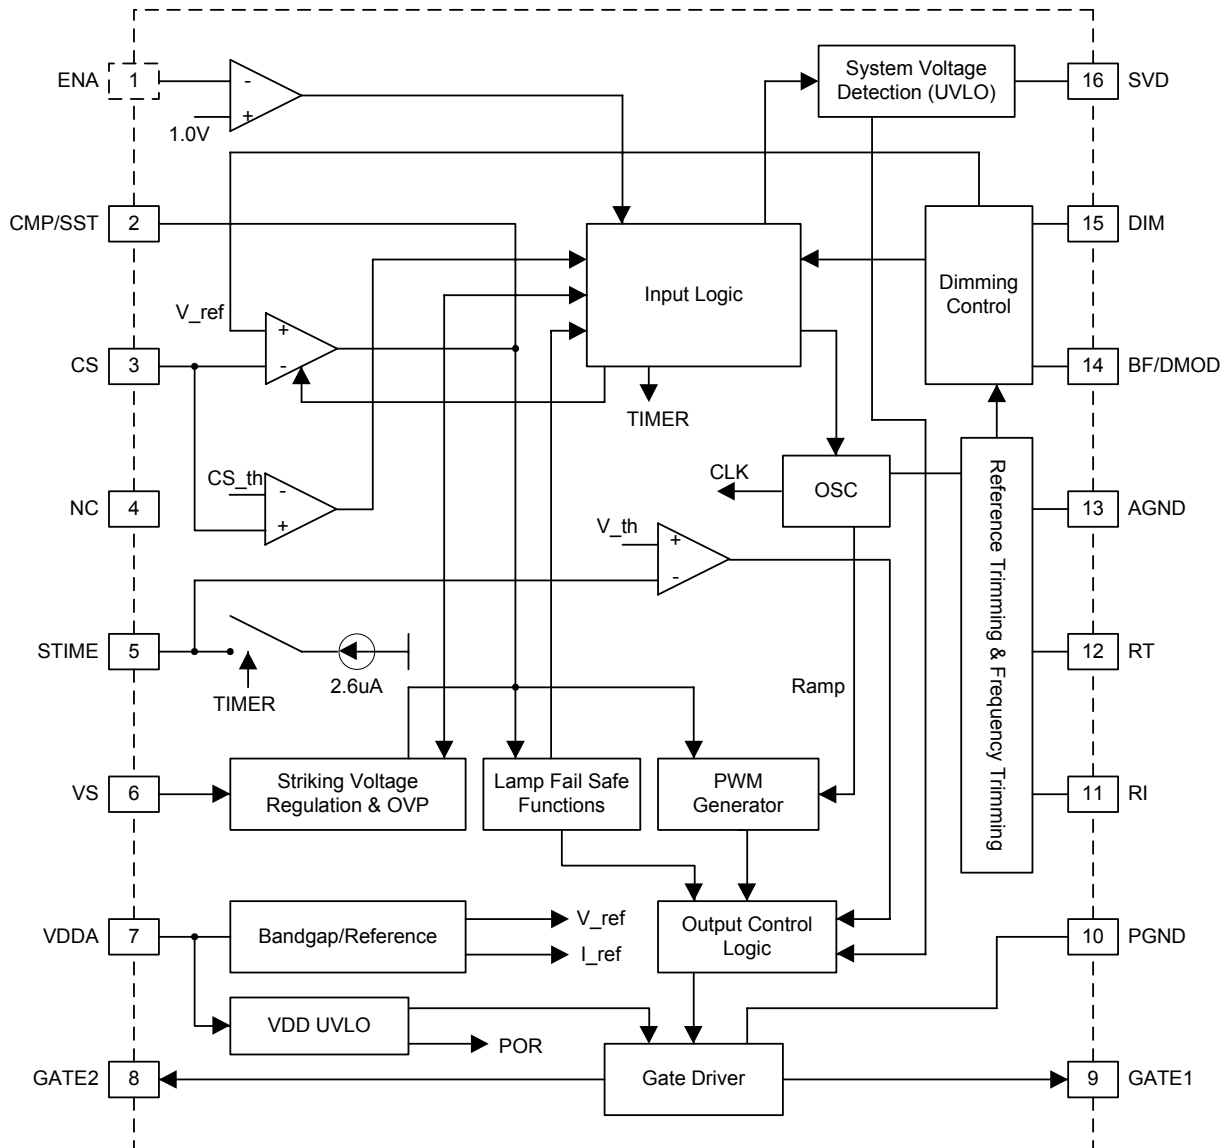 ENA
1
-
+
1.0V
System Voltage
Detection (UVLO)
16
SVD
CMP/SST
2
15
DIM
Input Logic
Dimming
Control
V_ref
+
-
CS
3
14
BF/DMOD
TIMER
CS_th
-
+
NC
4
CLK
OSC
13
AGND
V_th
+
-
Reference Trimming & Frequency Trimming
STIME
5
2.6uA
TIMER
Ramp
12
RT
VS
6
Striking Voltage
Regulation & OVP
Lamp Fail Safe
Functions
PWM
Generator
11
RI
VDDA
7
Bandgap/Reference
V_ref
I_ref
Output Control
Logic
10
PGND
VDD UVLO
POR
GATE2
8
Gate Driver
9
GATE1